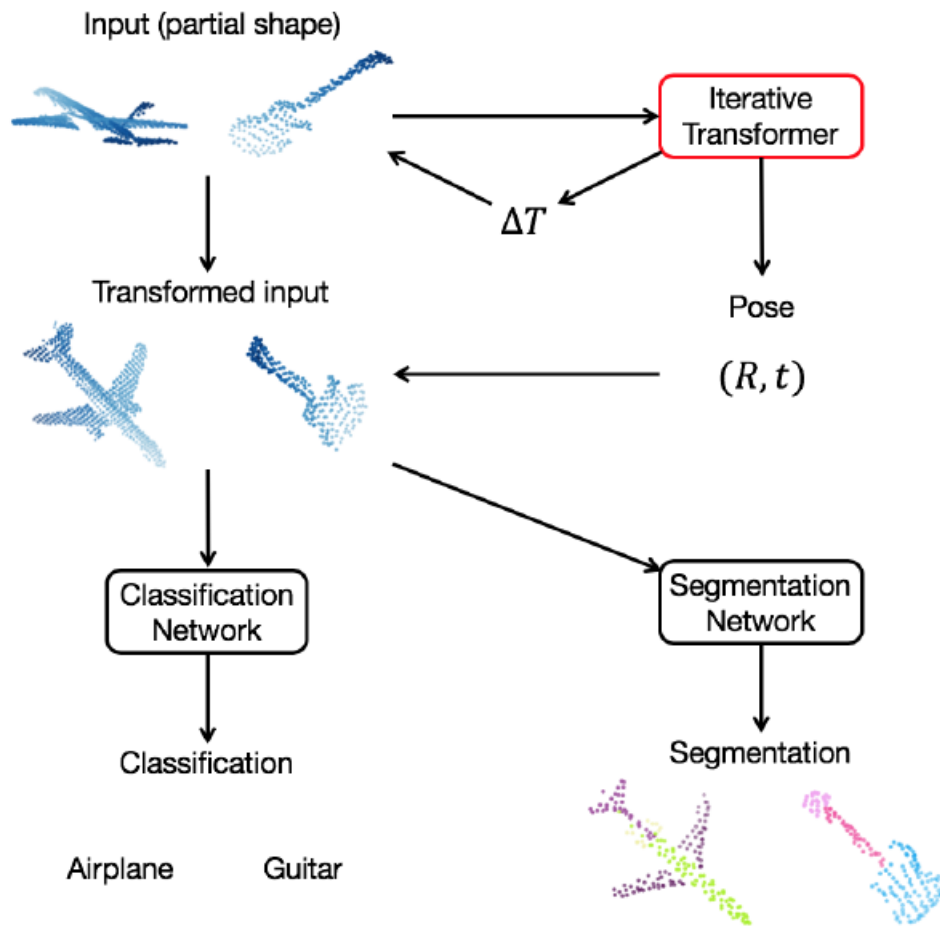 Input (partial shape)
Iterative
Transformer
ΔT
Transformed input
Pose
(R, t)
Classification
Network
Segmentation
Network
Classification
Segmentation
Airplane
Guitar